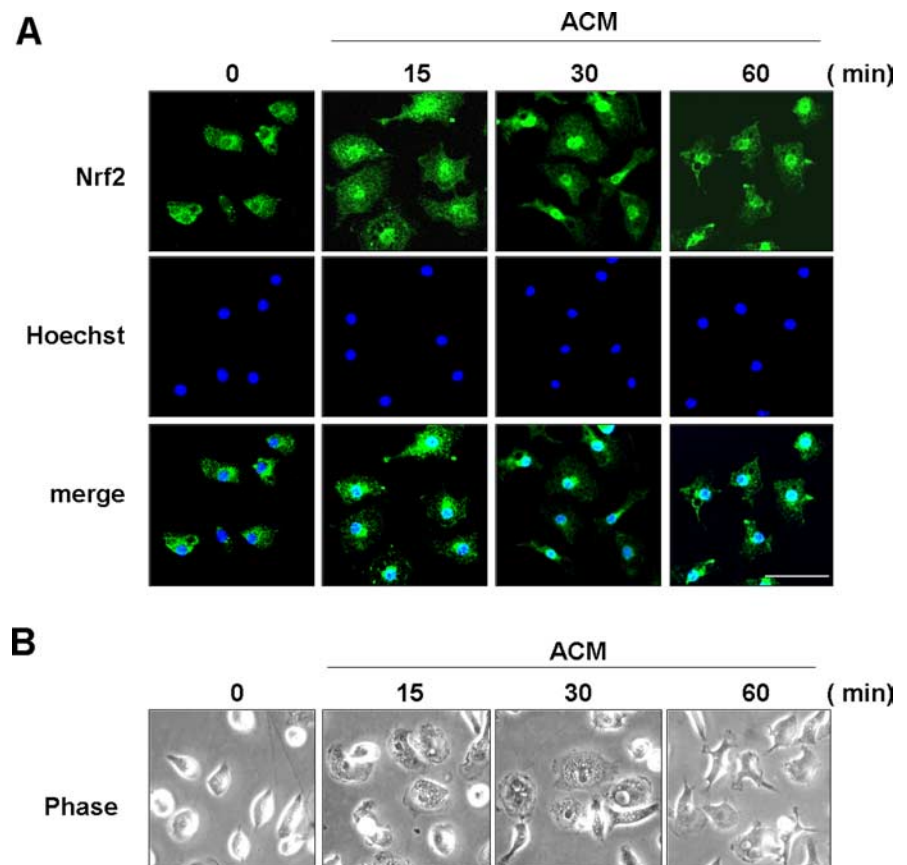 A
ACM
0 15 30 60 ( min)
Nrf2
Hoechst
merge
B
ACM
0 15 30 60 ( min)
Phase